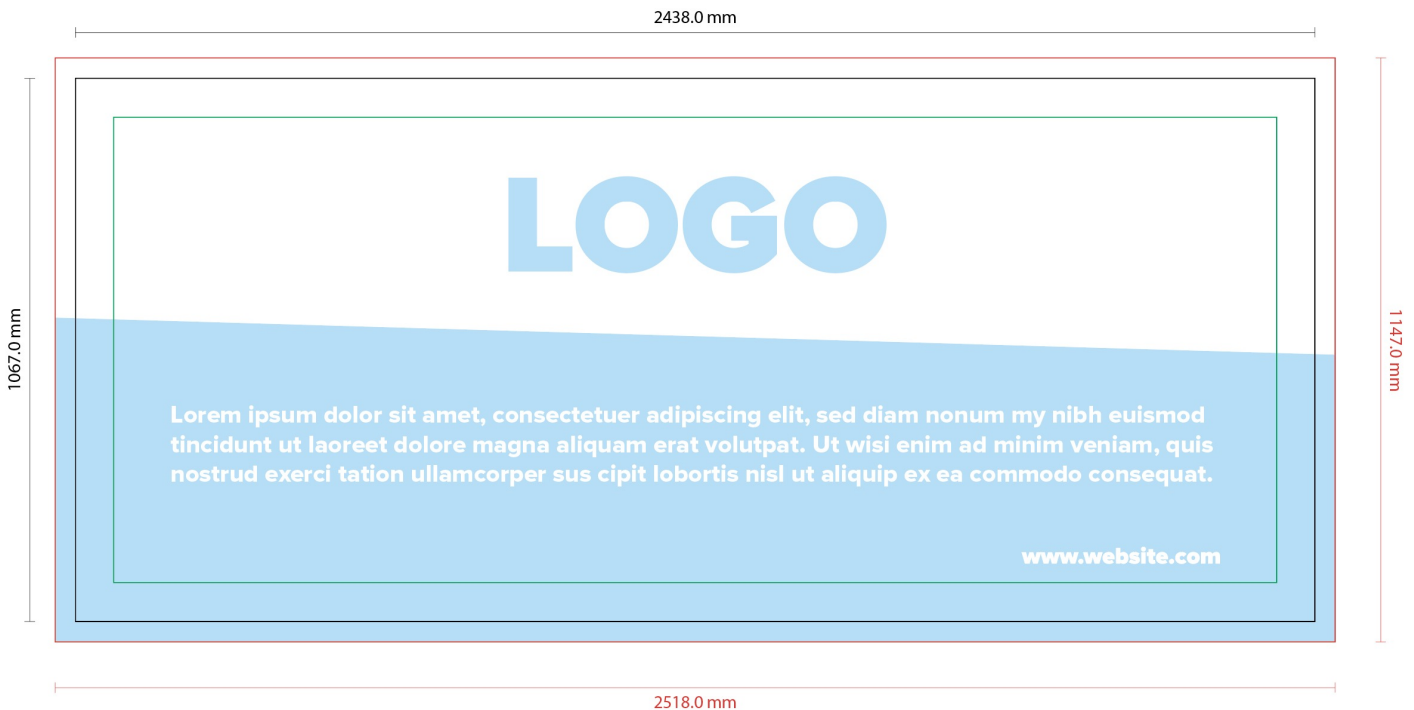 2438.0 mm
1067.0 mm
LOGO
1147.0 mm
Lorem ipsum dolor sit amet, consectetuer adipiscing elit, sed diam nonum my nibh euismod
tincidunt ut laoreet dolore magna aliquam erat volutpat. Ut wisi enim ad minim veniam, quis
nostrud exerci tation ullamcorper sus cipit lobortis nisl ut aliquip ex ea commodo consequat.
www.website.com
2518.0 mm